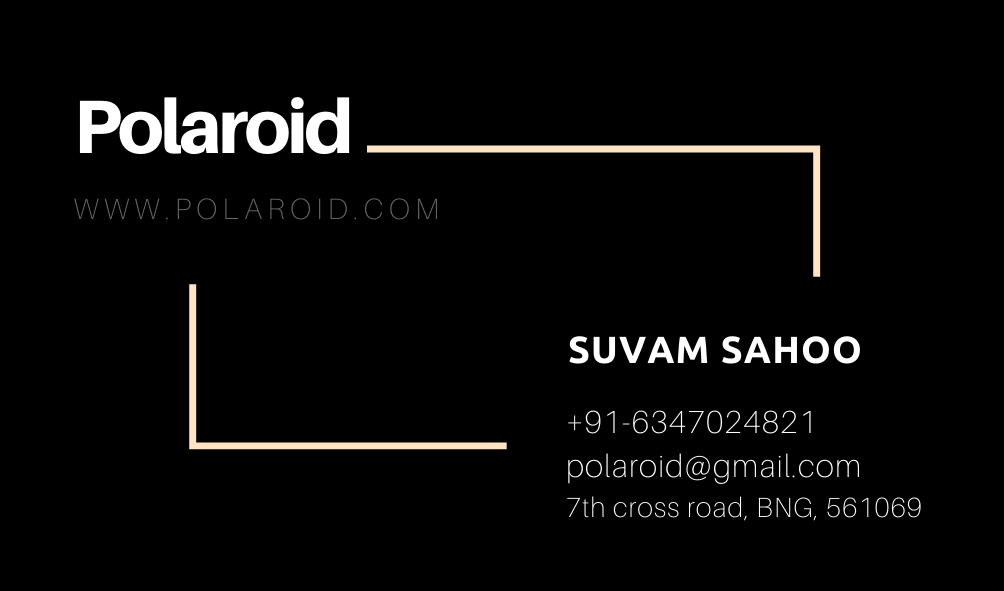 Polaroid
WWW.POLAROID.COM
SUVAM SAHOO
+91-6347024821
polaroid@gmail.com
7th cross road, BNG, 561069